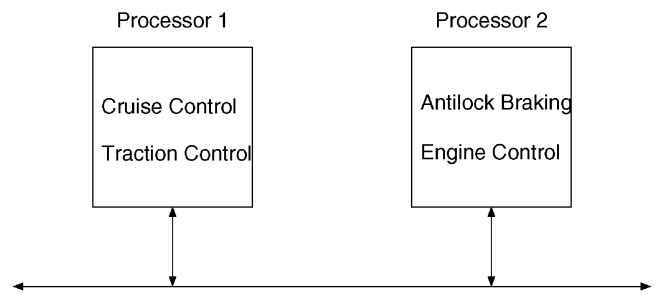 Processor 1
Cruise Control
Traction Control
Processor 2
Antilock Braking
Engine Control